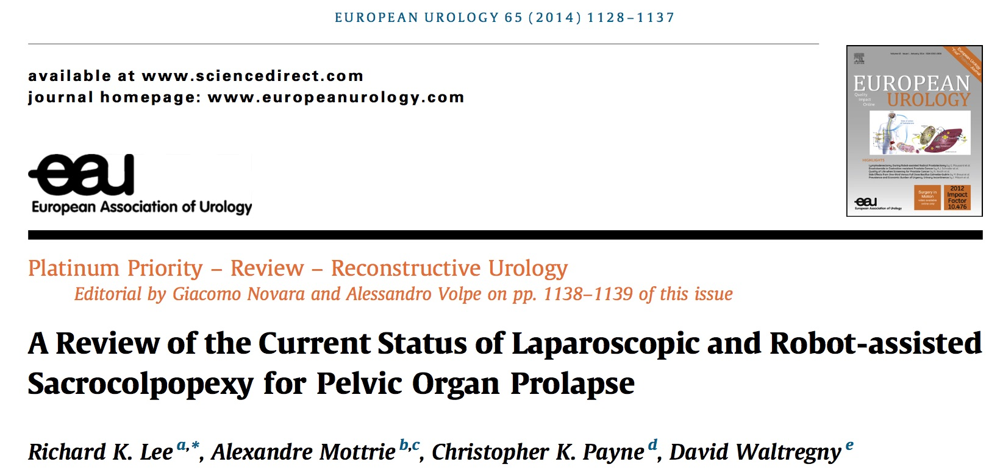 EUROPEAN UROLOGY 65 (2014) 1128–1137
available at www.sciencedirect.com
journal homepage: www.europeanurology.com
eau
European Association of Urology
EUROPEAN
UROLOGY
Quality
Impact
Online
HIGHLIGHTS
Surgery in
Motion
2012
Impact
Factor
10.476
eau
European Association of Urology
Platinum Priority – Review – Reconstructive Urology
Editorial by Giacomo Novara and Alessandro Volpe on pp. 1138–1139 of this issue
A Review of the Current Status of Laparoscopic and Robot-assisted
Sacrocolpopexy for Pelvic Organ Prolapse
Richard K. Lee a,*, Alexandre Mottrie b,c, Christopher K. Payne d, David Waltregny e